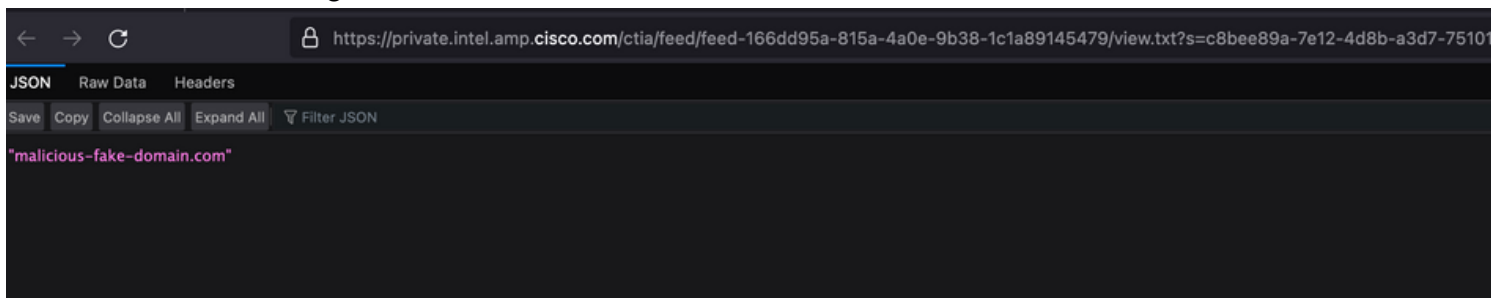 https://private.intel.amp.cisco.com/ctia/feed/feed-166dd95a-815a-4a0e-9b38-1c1a89145479/view.txt?s=c8bee89a-7e12-4d8b-a3d7-75101
JSON Raw Data Headers
Save Copy Collapse All Expand All Filter JSON
"malicious-fake-domain.com"